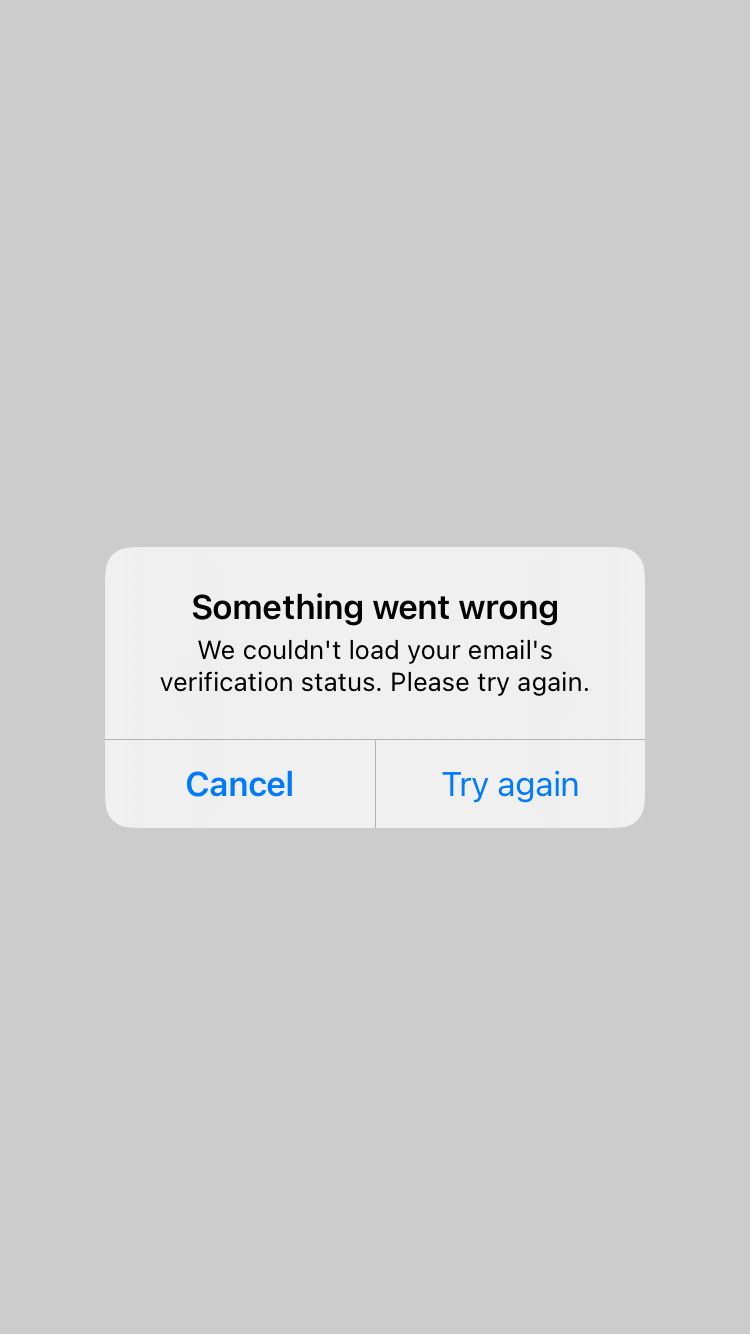 Something went wrong
We couldn't load your email's
verification status. Please try again.
Cancel
Try again